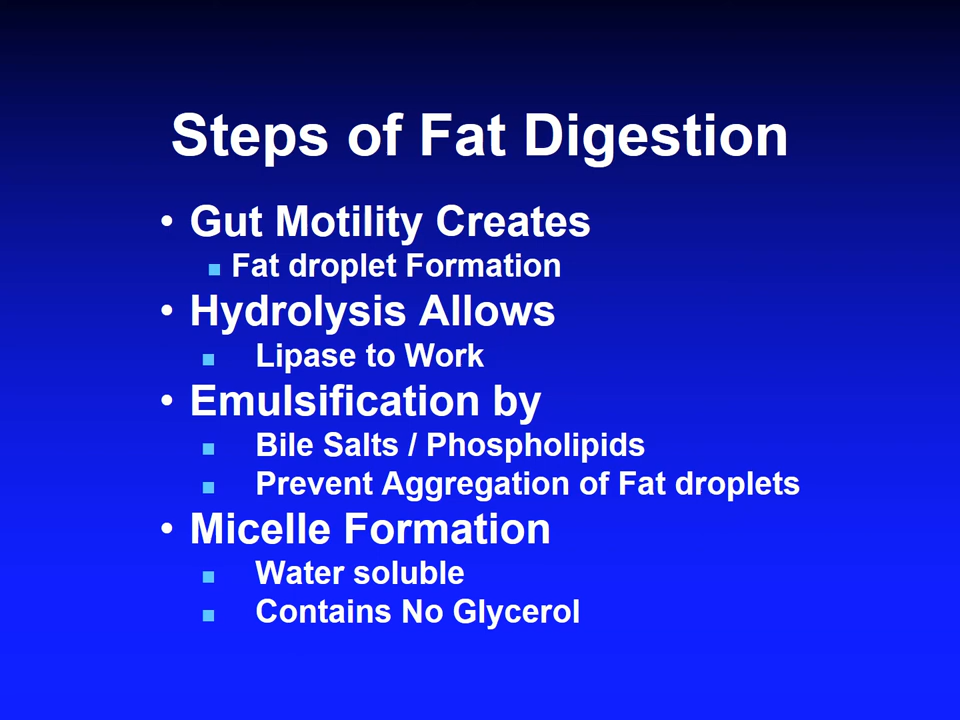 Steps of Fat Digestion
• Gut Motility Creates
▪ Fat droplet Formation
• Hydrolysis Allows
▪ Lipase to Work
• Emulsification by
▪ Bile Salts / Phospholipids
▪ Prevent Aggregation of Fat droplets
• Micelle Formation
▪ Water soluble
▪ Contains No Glycerol